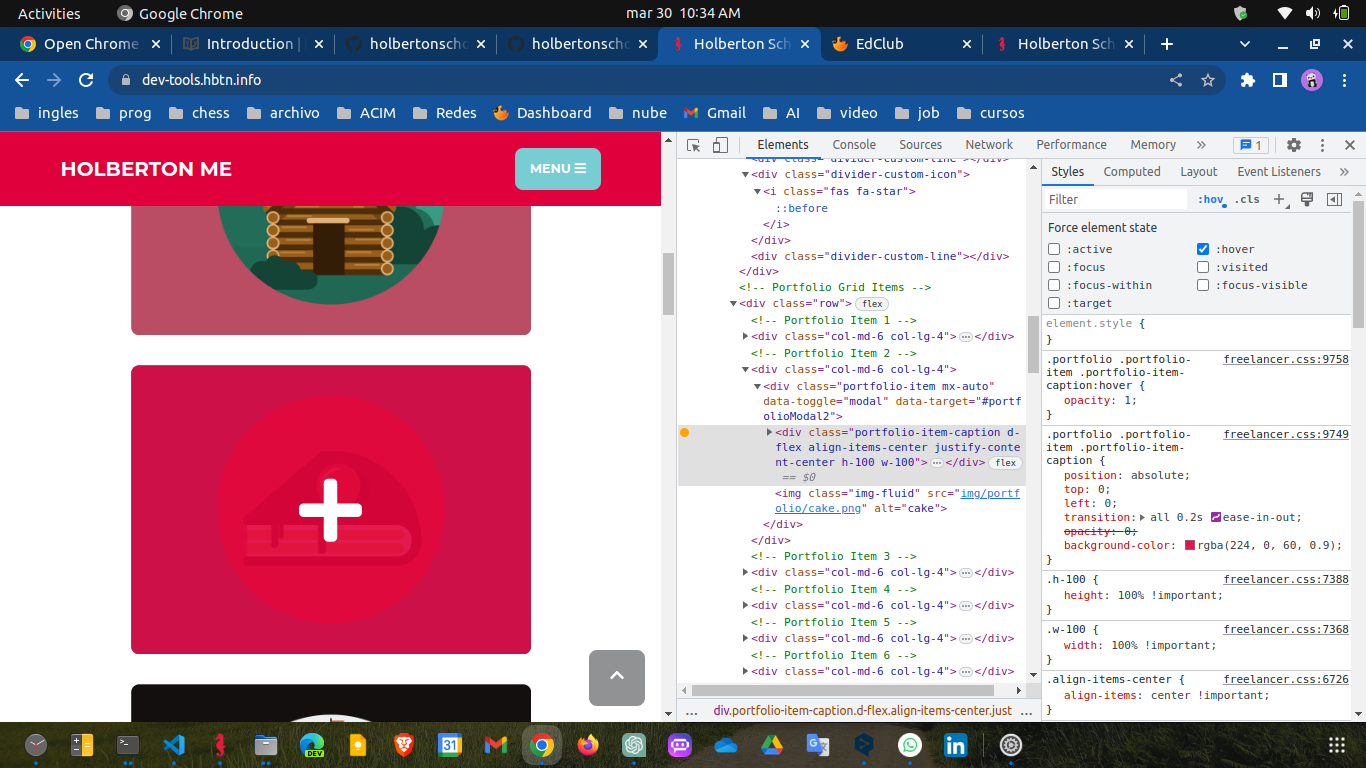 Activities
Google Chrome
mar 30 10:34 AM
Open Chrome
Introduction |
holbertonscho
holbertonscho
Holberton Sch
EdClub
Holberton Sch
dev-tools.hbtn.info
ingles
prog
chess
archivo
ACIM
Redes
Dashboard
nube
Gmail
AI
video
job
cursos
HOLBERTON ME
MENU
Elements
Console
Sources
Network
Performance
Memory
1
<div class="divider-custom-line"></div>
<div class="divider-custom-icon">
<i class="fas fa-star">
::before
</i>
</div>
<div class="divider-custom-line"></div>
</div>
<!-- Portfolio Grid Items -->
<div class="row"> flex
<!-- Portfolio Item 1 -->
<div class="col-md-6 col-lg-4"> … </div>
<!-- Portfolio Item 2 -->
<div class="col-md-6 col-lg-4">
<div class="portfolio-item mx-auto"
data-toggle="modal" data-target="#portf
olioModal2">
<div class="portfolio-item-caption d-
flex align-items-center justify-conte
nt-center h-100 w-100"> … </div> flex
== $0
<img class="img-fluid" src="img/portf
olio/cake.png" alt="cake">
</div>
</div>
<!-- Portfolio Item 3 -->
<div class="col-md-6 col-lg-4"> … </div>
<!-- Portfolio Item 4 -->
<div class="col-md-6 col-lg-4"> … </div>
<!-- Portfolio Item 5 -->
<div class="col-md-6 col-lg-4"> … </div>
<!-- Portfolio Item 6 -->
<div class="col-md-6 col-lg-4"> … </div>
… div.portfolio-item-caption.d-flex.align-items-center.just …
Styles
Computed
Layout
Event Listeners
Filter
:hov
.cls
Force element state
:active
:hover
:focus
:visited
:focus-within
:focus-visible
:target
element.style {
}
.portfolio .portfolio- freelancer.css:9758
item .portfolio-item-
caption:hover {
opacity: 1;
}
.portfolio .portfolio- freelancer.css:9749
item .portfolio-item-
caption {
position: absolute;
top: 0;
left: 0;
transition: all 0.2s ease-in-out;
opacity: 0;
background-color: rgba(224, 0, 60, 0.9);
}
.h-100 { freelancer.css:7388
height: 100% !important;
}
.w-100 { freelancer.css:7368
width: 100% !important;
}
.align-items-center { freelancer.css:6726
align-items: center !important;
}
DEV
31